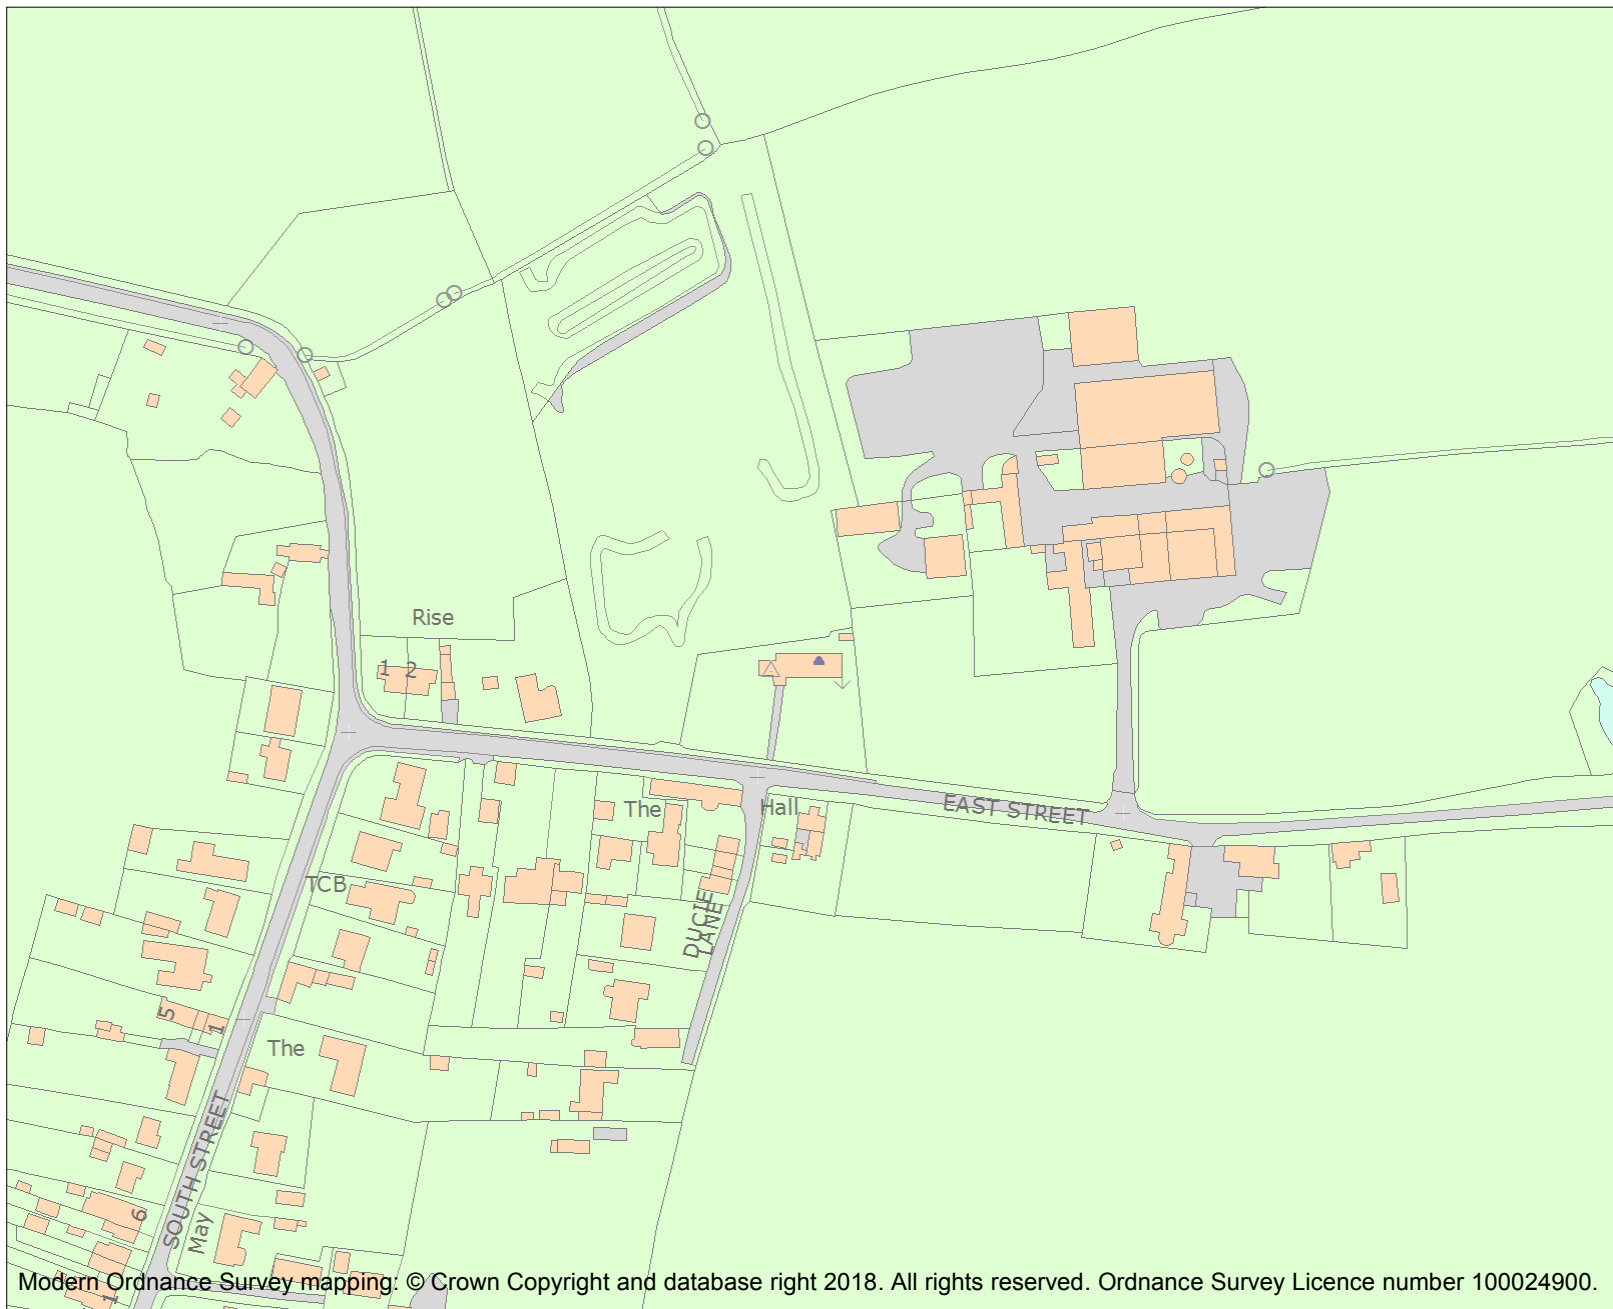 Rise
1 2
The
Hall
EAST STREET
TCB
DUCIE
LANE
5
1
The
SOUTH STREET
6
May
1
Modern Ordnance Survey mapping: © Crown Copyright and database right 2018. All rights reserved. Ordnance Survey Licence number 100024900.